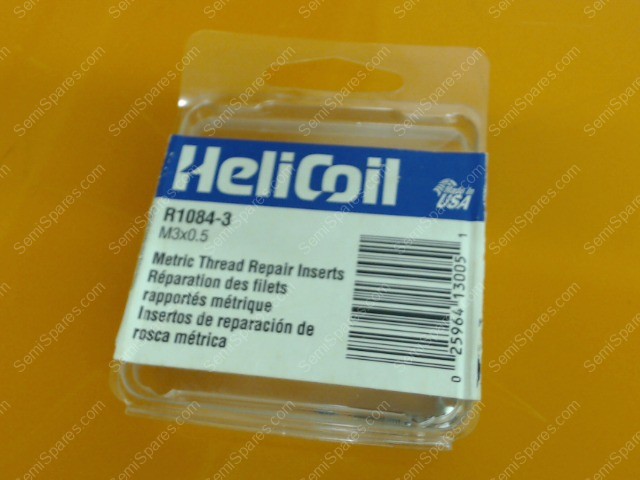 HeliCoil
Made in
USA
R1084-3
M3x0.5
Metric Thread Repair Inserts
Réparation des filets
rapportés métrique
Insertos de reparación de
rosca métrica
0 25964 13005 1
SemiSpares.com